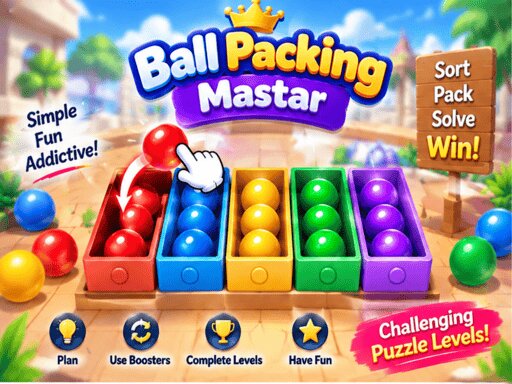 Ball Packing
Mastar
Simple
Fun
Addictive!
Sort
Pack
Solve
Win!
Plan
Use Boosters
Complete Levels
Have Fun
Challenging
Puzzle Levels!